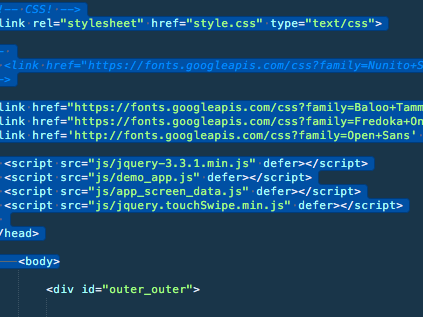 !—— CSS! ——>
link rel="stylesheet" href="style.css" type="text/css">
—
<link href="https://fonts.googleapis.com/css?family=Nunito+S
—>
link href="https://fonts.googleapis.com/css?family=Baloo+Tamm
link href="https://fonts.googleapis.com/css?family=Fredoka+On
link href='http://fonts.googleapis.com/css?family=Open+Sans'
<script src="js/jquery-3.3.1.min.js" defer></script>
<script src="js/demo_app.js" defer></script>
<script src="js/app_screen_data.js" defer></script>
<script src="js/jquery.touchSwipe.min.js" defer></script>
/head>
<body>
<div id="outer_outer">